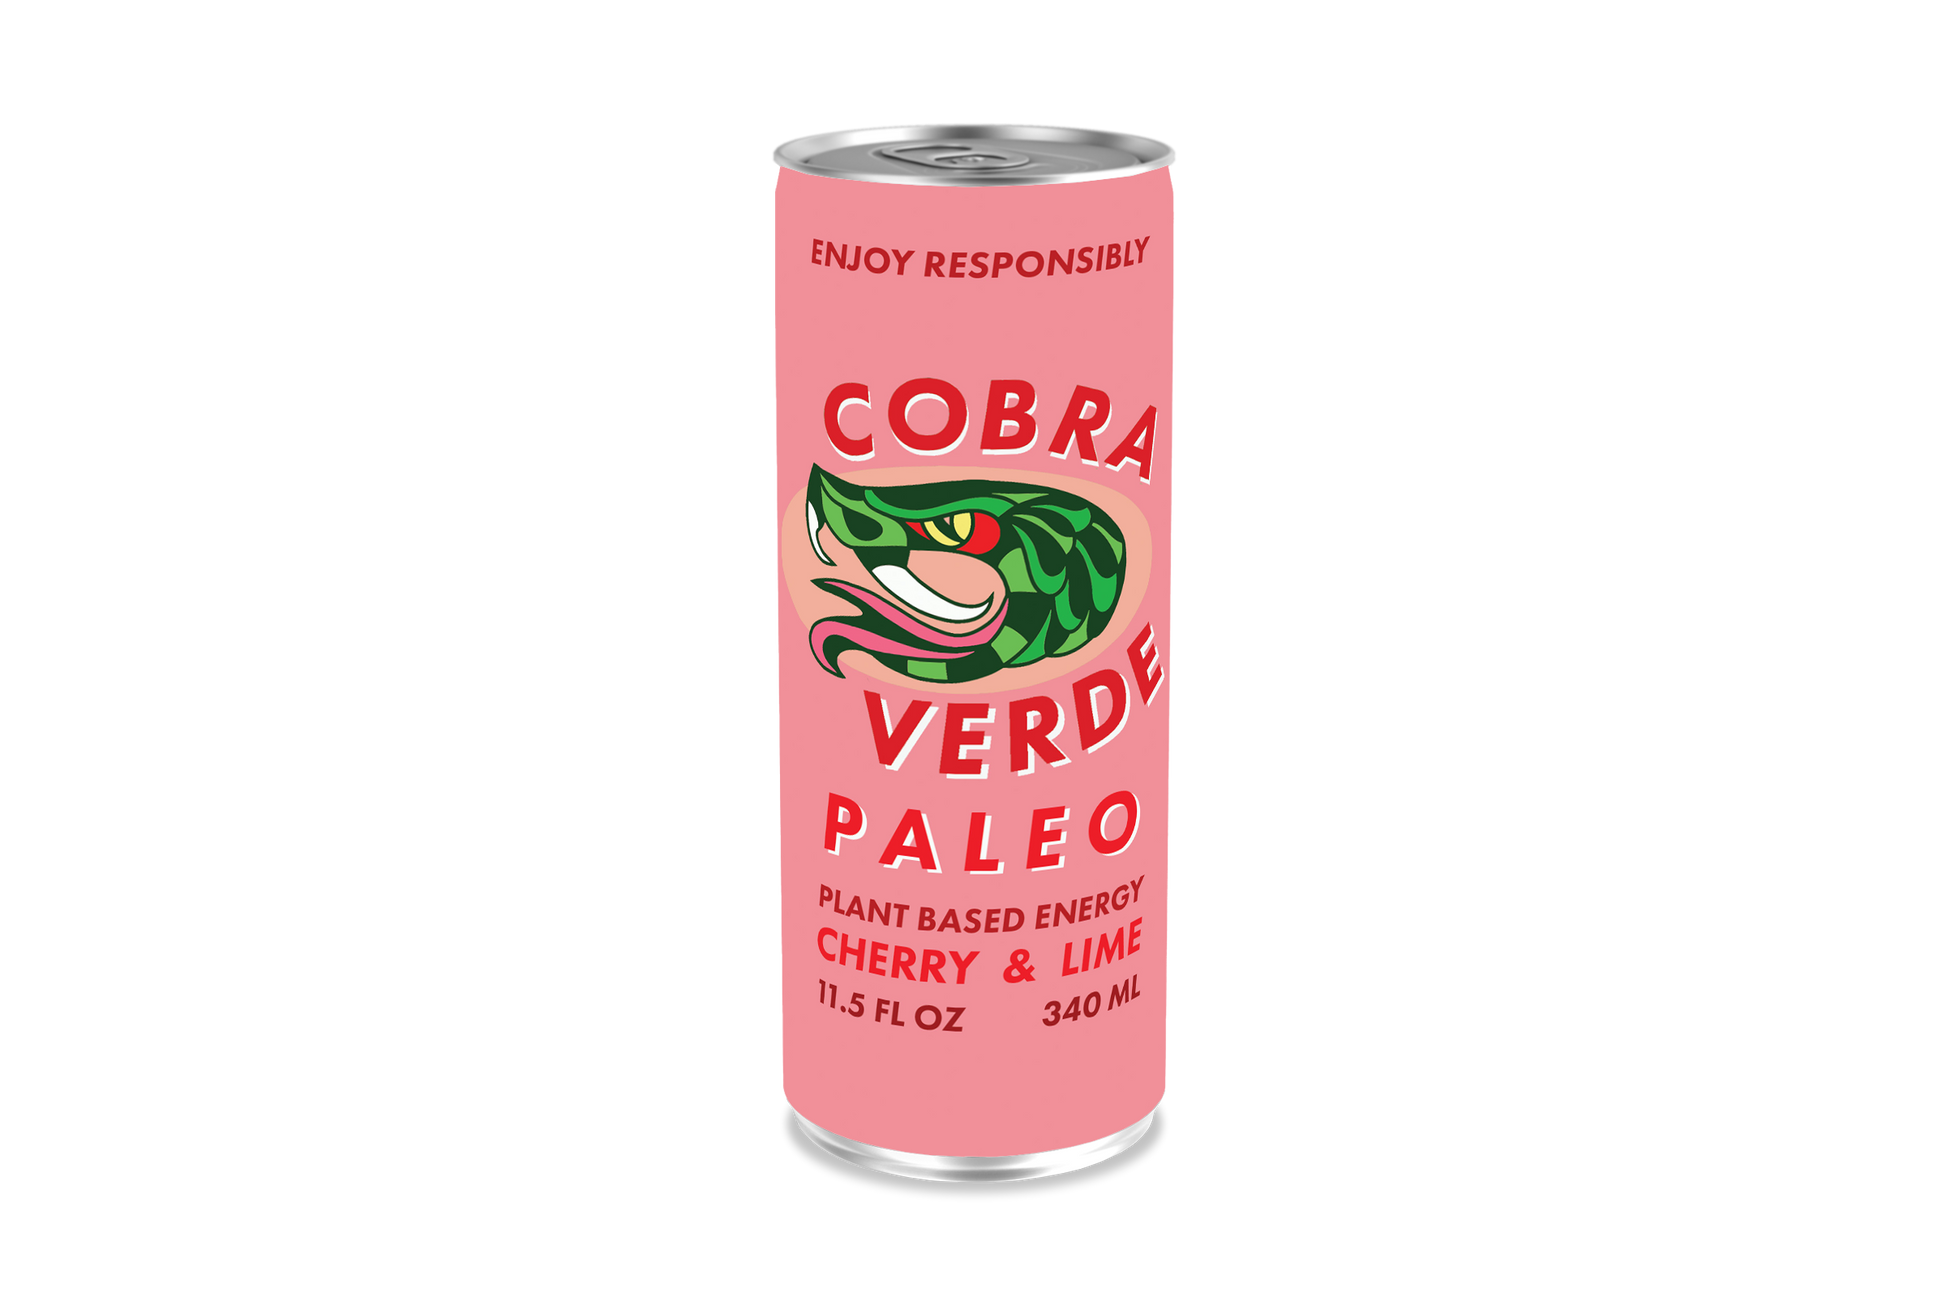 ENJOY RESPONSIBLY
COBRA
VERDE
PALEO
PLANT BASED ENERGY
CHERRY & LIME
11.5 FL OZ 340 ML